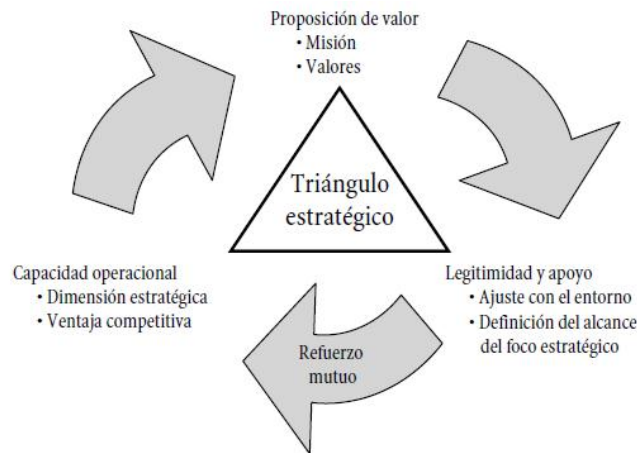 Proposición de valor
• Misión
• Valores
Triángulo
estratégico
Capacidad operacional
• Dimensión estratégica
• Ventaja competitiva
Legitimidad y apoyo
• Ajuste con el entorno
• Definición del alcance
del foco estratégico
Refuerzo
mutuo